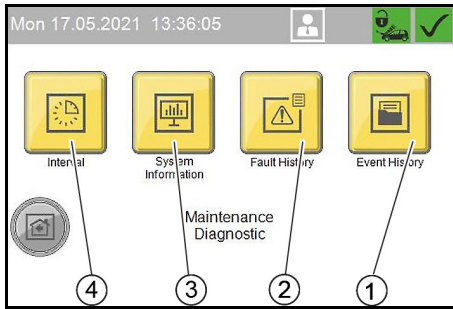 Mon 17.05.2021 13:36:05
Interval
System
Information
Fault History
Event History
Maintenance
Diagnostic
4
3
2
1